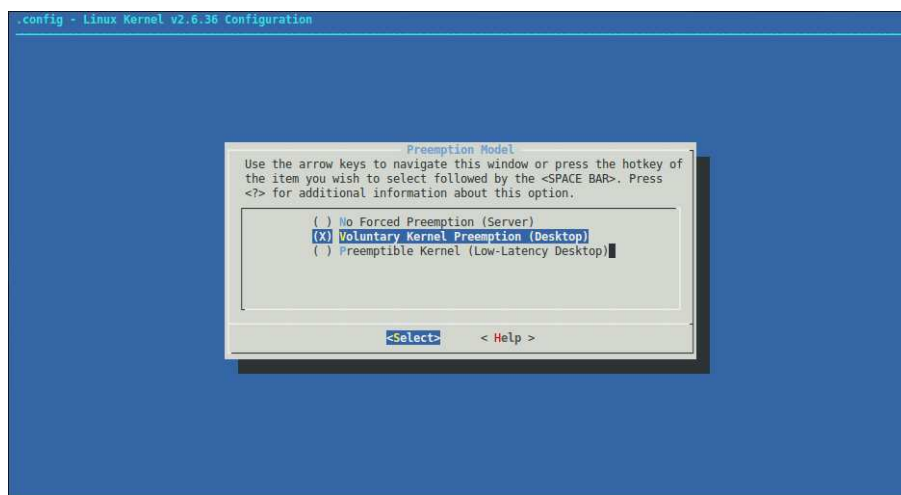 .config - Linux Kernel v2.6.36 Configuration
Preemption Model
Use the arrow keys to navigate this window or press the hotkey of
the item you wish to select followed by the <SPACE BAR>. Press
<?> for additional information about this option.
( ) No Forced Preemption (Server)
(X) Voluntary Kernel Preemption (Desktop)
( ) Preemptible Kernel (Low-Latency Desktop)
<Select> < Help >